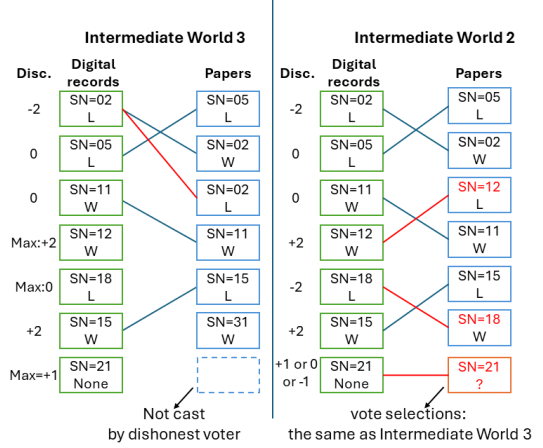 Intermediate World 3
Disc.
Digital
records
Papers
-2
SN=02
L
SN=05
L
0
SN=05
L
SN=02
W
0
SN=11
W
SN=02
L
Max:+2
SN=12
W
SN=11
W
Max:0
SN=18
L
SN=15
L
+2
SN=15
W
SN=31
W
Max=+1
SN=21
None
Not cast
by dishonest voter
Intermediate World 2
Disc.
Digital
records
Papers
-2
SN=02
L
SN=05
L
0
SN=05
L
SN=02
W
0
SN=11
W
SN=12
L
+2
SN=12
W
SN=11
W
-2
SN=18
L
SN=15
L
+2
SN=15
W
SN=18
W
+1 or 0
or -1
SN=21
None
SN=21
?
vote selections:
the same as Intermediate World 3